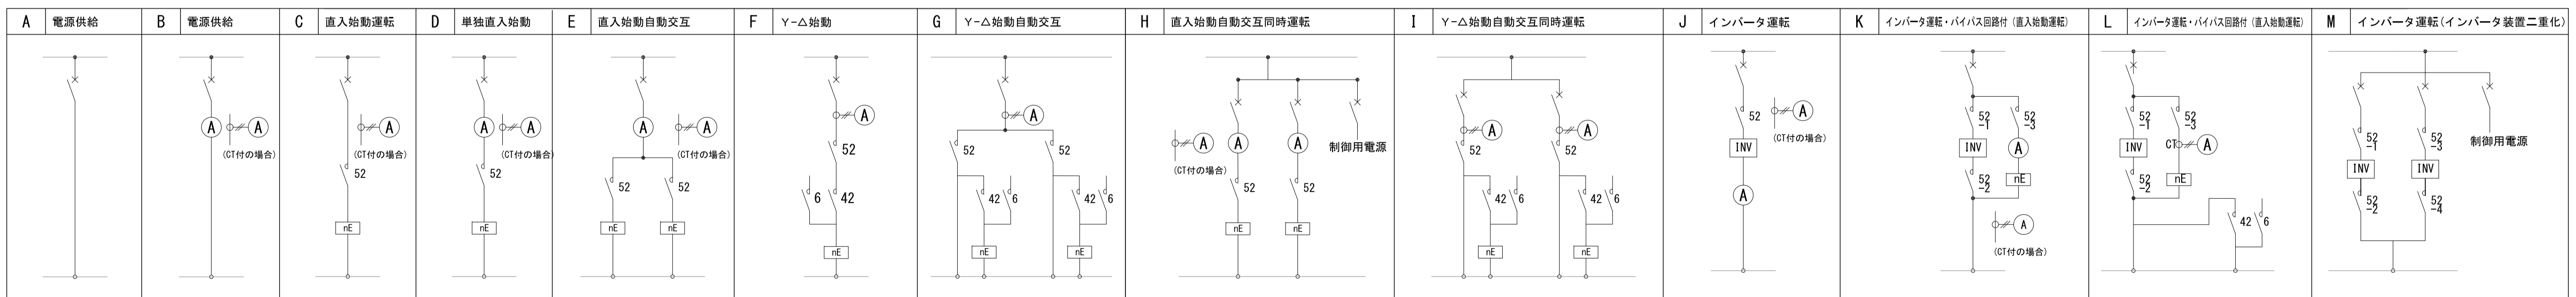 A 電源供給
B 電源供給
C 直入始動運転
D 単独直入始動
E 直入始動自動交互
F Y-△始動
G Y-△始動自動交互
H 直入始動自動交互同時運転
I Y-△始動自動交互同時運転
J インバータ運転
K インバータ運転・バイパス回路付(直入始動運転)
L インバータ運転・バイパス回路付(直入始動運転)
M インバータ運転(インバータ装置二重化)
A A
(CT付の場合)
A
(CT付の場合)
52
nE
A A
(CT付の場合)
52
nE
A A
(CT付の場合)
52 52
nE nE
A
52
6 42
nE
A
52 52
42 6 42 6
nE nE
A A A
(CT付の場合)
制御用電源
52 52
nE nE
A A
52 52
42 6 42 6
nE nE
52 A
(CT付の場合)
INV
A
52-1 52-3
INV A
52-2 nE
A
(CT付の場合)
52-1 52-3
INV CT A
52-2 nE
42 6
52-1 52-3
制御用電源
INV INV
52-2 52-4